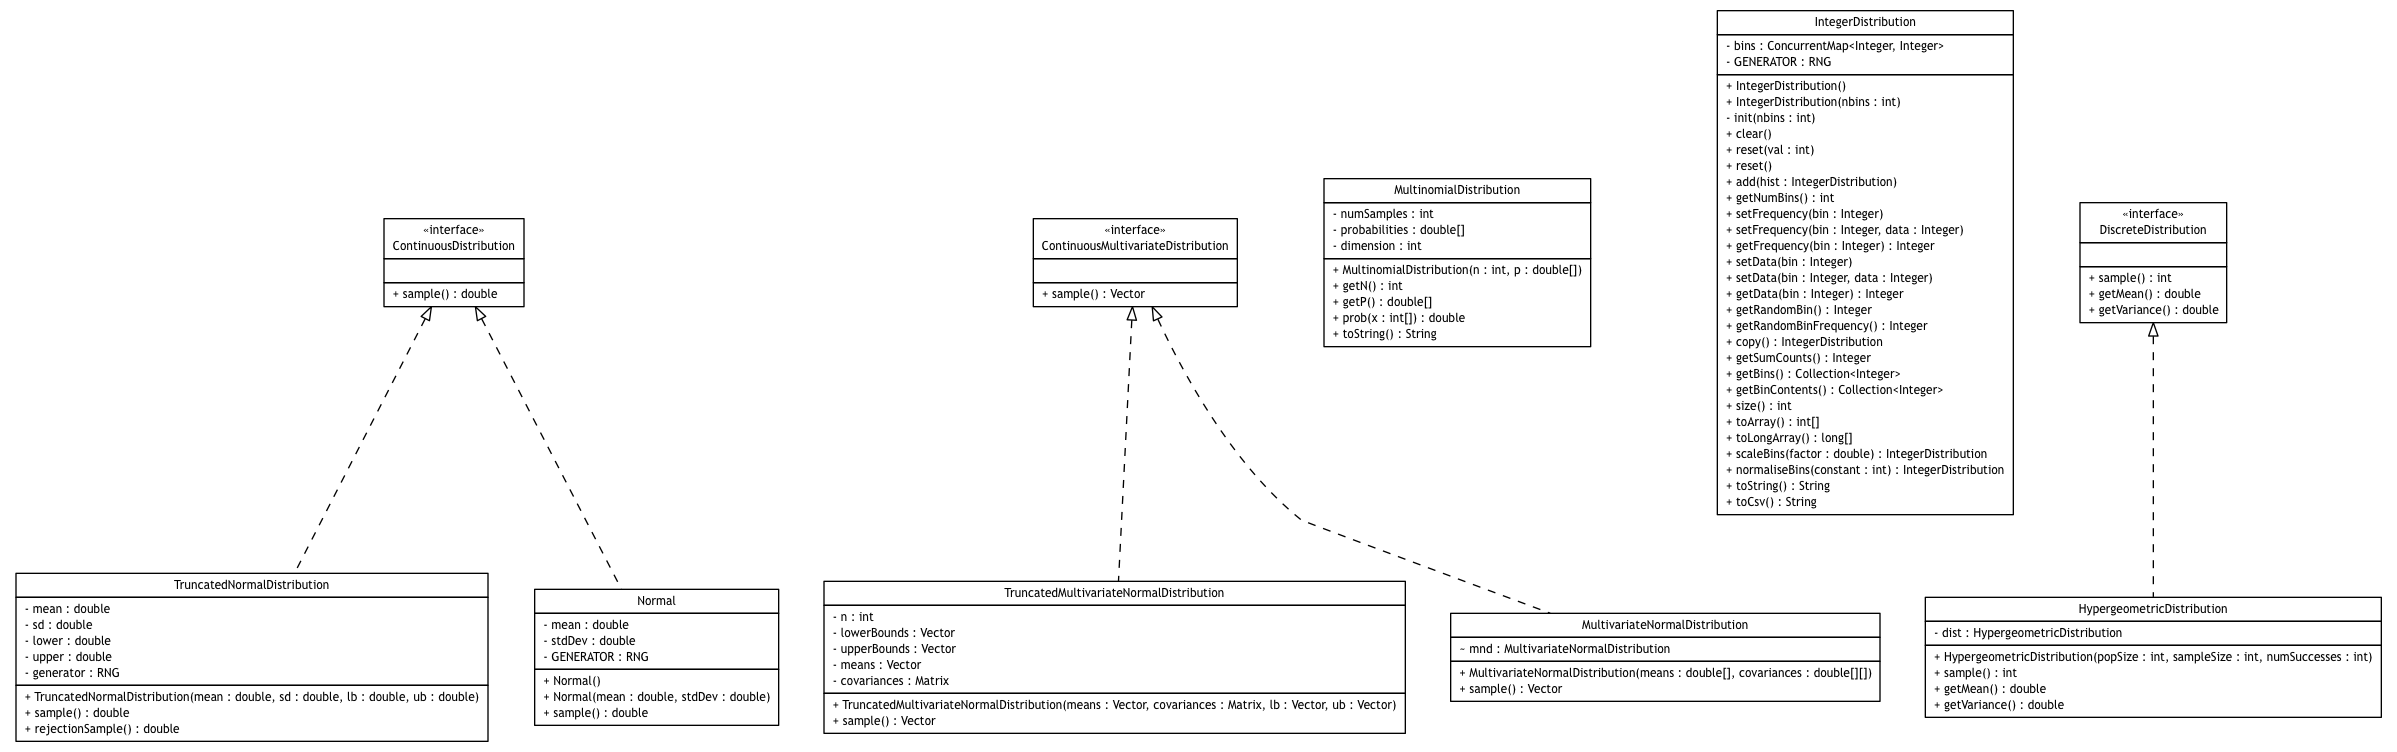 IntegerDistribution
- bins : ConcurrentMap<Integer, Integer>
- GENERATOR : RNG
+ IntegerDistribution()
+ IntegerDistribution(nbins : int)
- init(nbins : int)
+ clear()
+ reset(val : int)
+ reset()
+ add(hist : IntegerDistribution)
+ getNumBins() : int
+ setFrequency(bin : Integer)
+ setFrequency(bin : Integer, data : Integer)
+ getFrequency(bin : Integer) : Integer
+ setData(bin : Integer)
+ setData(bin : Integer, data : Integer)
+ getData(bin : Integer) : Integer
+ getRandomBin() : Integer
+ getRandomBinFrequency() : Integer
+ copy() : IntegerDistribution
+ getSumCounts() : Integer
+ getBins() : Collection<Integer>
+ getBinContents() : Collection<Integer>
+ size() : int
+ toArray() : int[]
+ toLongArray() : long[]
+ scaleBins(factor : double) : IntegerDistribution
+ normaliseBins(constant : int) : IntegerDistribution
+ toString() : String
+ toCsv() : String
«interface»
ContinuousDistribution
+ sample() : double
«interface»
ContinuousMultivariateDistribution
+ sample() : Vector
MultinomialDistribution
- numSamples : int
- probabilities : double[]
- dimension : int
+ MultinomialDistribution(n : int, p : double[])
+ getN() : int
+ getP() : double[]
+ prob(x : int[]) : double
+ toString() : String
«interface»
DiscreteDistribution
+ sample() : int
+ getMean() : double
+ getVariance() : double
TruncatedNormalDistribution
- mean : double
- sd : double
- lower : double
- upper : double
- generator : RNG
+ TruncatedNormalDistribution(mean : double, sd : double, lb : double, ub : double)
+ sample() : double
+ rejectionSample() : double
Normal
- mean : double
- stdDev : double
- GENERATOR : RNG
+ Normal()
+ Normal(mean : double, stdDev : double)
+ sample() : double
TruncatedMultivariateNormalDistribution
- n : int
- lowerBounds : Vector
- upperBounds : Vector
- means : Vector
- covariances : Matrix
+ TruncatedMultivariateNormalDistribution(means : Vector, covariances : Matrix, lb : Vector, ub : Vector)
+ sample() : Vector
MultivariateNormalDistribution
~ mnd : MultivariateNormalDistribution
+ MultivariateNormalDistribution(means : double[], covariances : double[][])
+ sample() : Vector
HypergeometricDistribution
- dist : HypergeometricDistribution
+ HypergeometricDistribution(popSize : int, sampleSize : int, numSuccesses : int)
+ sample() : int
+ getMean() : double
+ getVariance() : double